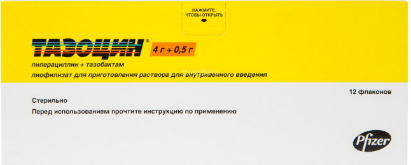 НАЖМИТЕ,
ЧТОБЫ ОТКРЫТЬ
ТАЗОЦИН® 4 г + 0,5 г
пиперациллин + тазобактам
лиофилизат для приготовления раствора для внутривенного введения
12 флаконов
Стерильно
Перед использованием прочтите инструкцию по применению
Pfizer